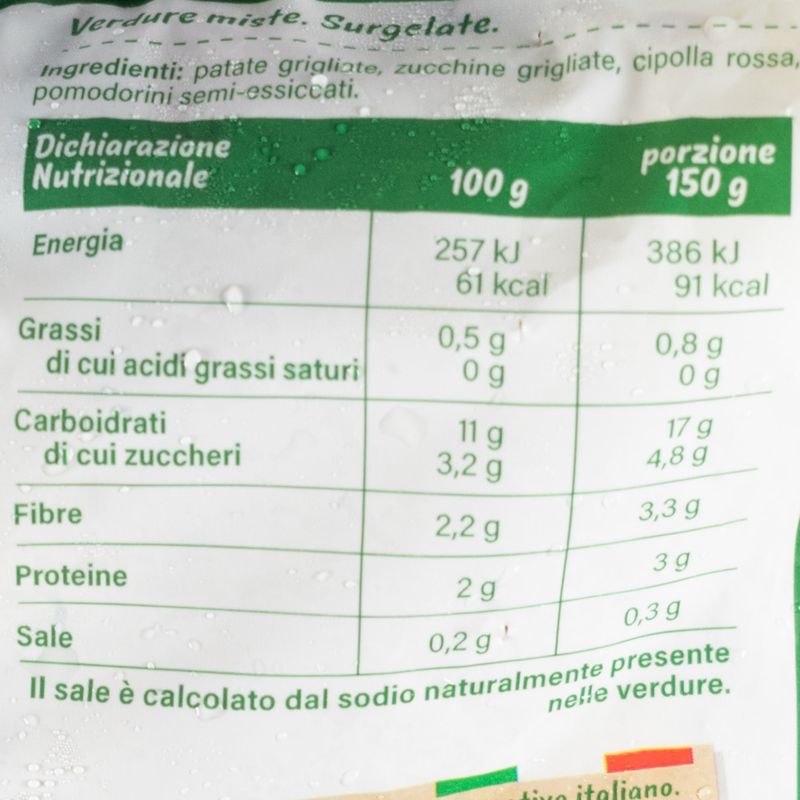 Verdure miste. Surgelate.
Ingredienti: patate grigliate, zucchine grigliate, cipolla rossa,
pomodorini semi-essiccati.
Dichiarazione
Nutrizionale 100 g porzione 150 g
Energia 257 kJ 386 kJ
61 kcal 91 kcal
Grassi 0,5 g 0,8 g
di cui acidi grassi saturi 0 g 0 g
Carboidrati 11 g 17 g
di cui zuccheri 3,2 g 4,8 g
Fibre 2,2 g 3,3 g
Proteine 2 g 3 g
Sale 0,2 g 0,3 g
Il sale è calcolato dal sodio naturalmente presente
nelle verdure.
italiano.